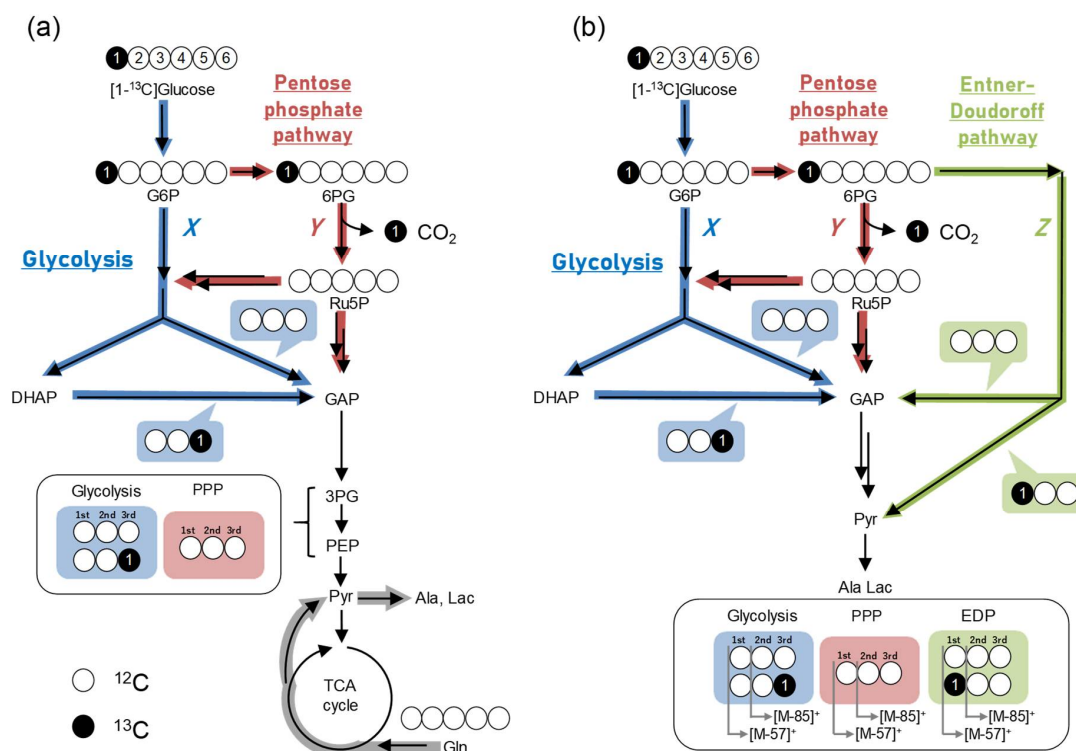 (a)
1 2 3 4 5 6
[1-¹³C]Glucose
Pentose
phosphate
pathway
1
G6P
1
6PG
X
Y
1 CO₂
Glycolysis
Ru5P
DHAP
GAP
1
Glycolysis
PPP
1st 2nd 3rd
1st 2nd 3rd
1
3PG
PEP
Pyr
Ala, Lac
TCA
cycle
Gln
¹²C
¹³C
(b)
1 2 3 4 5 6
[1-¹³C]Glucose
Pentose
phosphate
pathway
Entner-
Doudoroff
pathway
1
G6P
1
6PG
X
Y
Z
1 CO₂
Glycolysis
Ru5P
DHAP
GAP
1
1
Pyr
Ala Lac
Glycolysis
PPP
EDP
1st 2nd 3rd
1st 2nd 3rd
1st 2nd 3rd
1
1
[M-85]⁺
[M-85]⁺
[M-85]⁺
[M-57]⁺
[M-57]⁺
[M-57]⁺